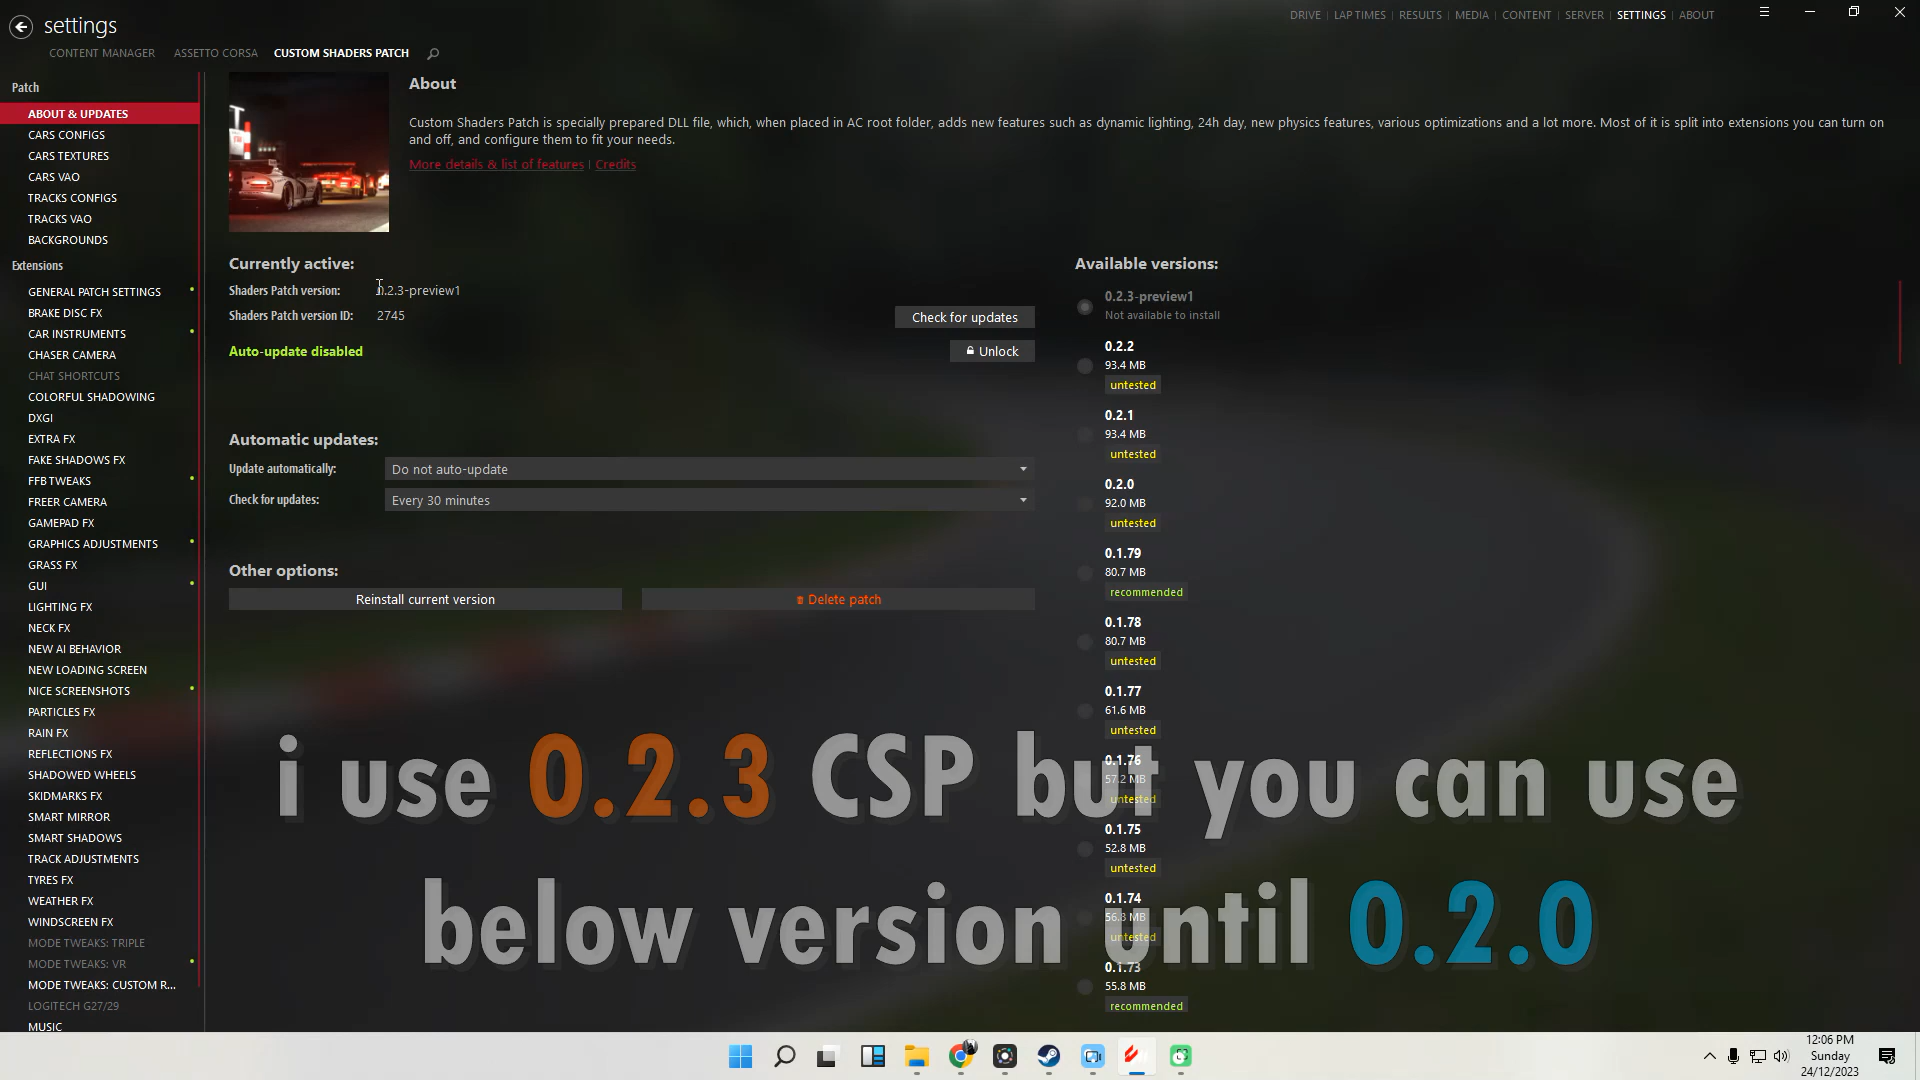 settings
DRIVE | LAP TIMES | RESULTS | MEDIA | CONTENT | SERVER | SETTINGS | ABOUT
CONTENT MANAGER ASSETTO CORSA CUSTOM SHADERS PATCH
Patch
ABOUT & UPDATES
CARS CONFIGS
CARS TEXTURES
CARS VAO
TRACKS CONFIGS
TRACKS VAO
BACKGROUNDS
Extensions
GENERAL PATCH SETTINGS
BRAKE DISC FX
CAR INSTRUMENTS
CHASER CAMERA
CHAT SHORTCUTS
COLORFUL SHADOWING
DXGI
EXTRA FX
FAKE SHADOWS FX
FFB TWEAKS
FREER CAMERA
GAMEPAD FX
GRAPHICS ADJUSTMENTS
GRASS FX
GUI
LIGHTING FX
NECK FX
NEW AI BEHAVIOR
NEW LOADING SCREEN
NICE SCREENSHOTS
PARTICLES FX
RAIN FX
REFLECTIONS FX
SHADOWED WHEELS
SKIDMARKS FX
SMART MIRROR
SMART SHADOWS
TRACK ADJUSTMENTS
TYRES FX
WEATHER FX
WINDSCREEN FX
MODE TWEAKS: TRIPLE
MODE TWEAKS: VR
MODE TWEAKS: CUSTOM R...
LOGITECH G27/29
MUSIC
About
Custom Shaders Patch is specially prepared DLL file, which, when placed in AC root folder, adds new features such as dynamic lighting, 24h day, new physics features, various optimizations and a lot more. Most of it is split into extensions you can turn on
and off, and configure them to fit your needs.
More details & list of features | Credits
Currently active:
Shaders Patch version: 0.2.3-preview1
Shaders Patch version ID: 2745
Check for updates
Auto-update disabled
Unlock
Automatic updates:
Update automatically: Do not auto-update
Check for updates: Every 30 minutes
Other options:
Reinstall current version
Delete patch
Available versions:
0.2.3-preview1
Not available to install
0.2.2
93.4 MB
untested
0.2.1
93.4 MB
untested
0.2.0
92.0 MB
untested
0.1.79
80.7 MB
recommended
0.1.78
80.7 MB
untested
0.1.77
61.6 MB
untested
0.1.76
57.2 MB
untested
0.1.75
52.8 MB
untested
0.1.74
56.8 MB
untested
0.1.73
55.8 MB
recommended
i use 0.2.3 CSP but you can use
below version until 0.2.0
12:06 PM
Sunday
24/12/2023